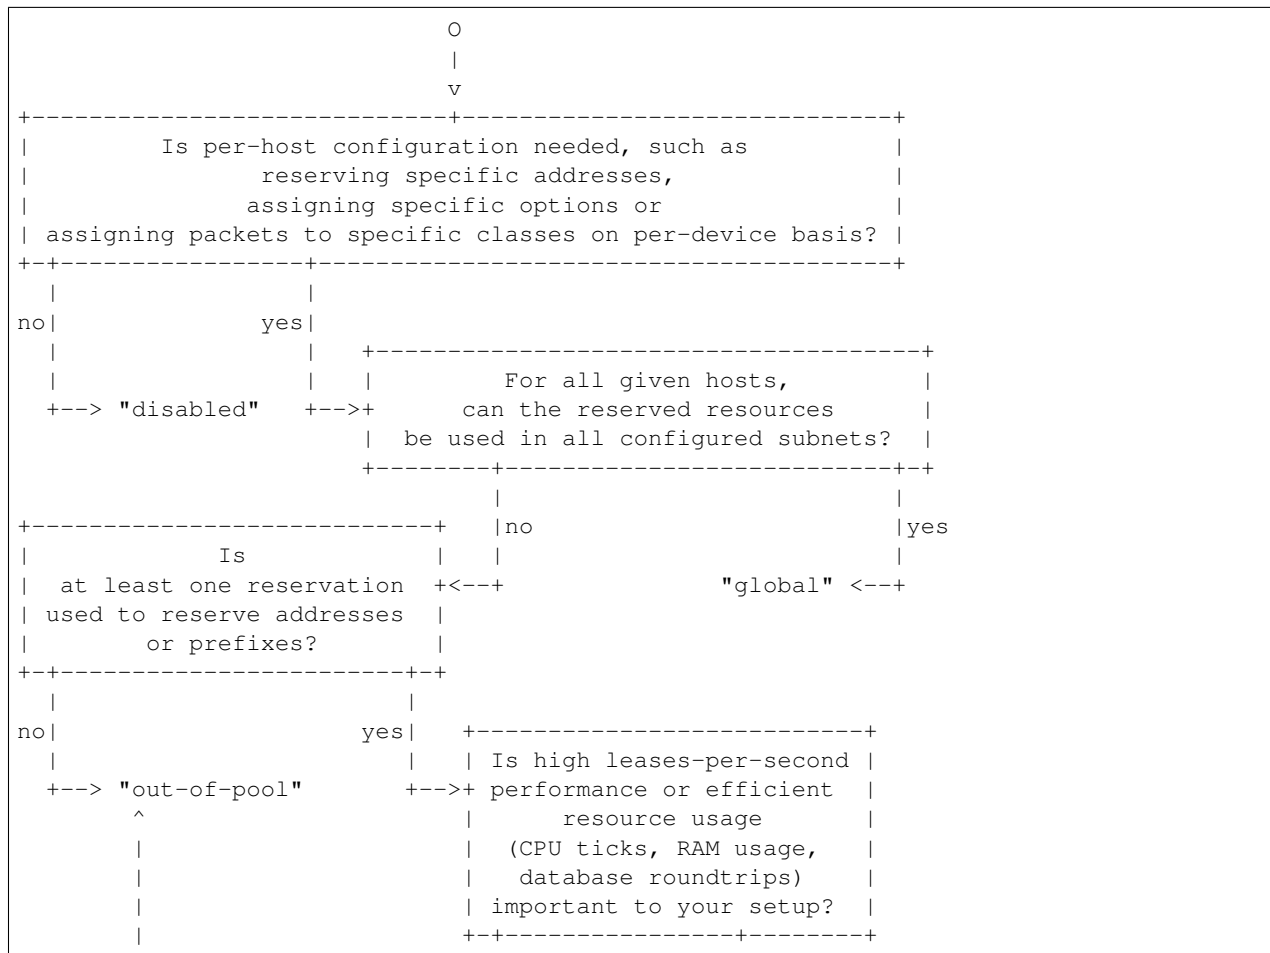 O
                              |
                              v
+-----------------------------+------------------------------+
|         Is per-host configuration needed, such as          |
|                reserving specific addresses,               |
|               assigning specific options or                |
| assigning packets to specific classes on per-device basis? |
+-+-----------------+----------------------------------------+
  |                 |
no|              yes|
  |                 |   +--------------------------------------+
  |                 |   |         For all given hosts,         |
  +--> "disabled"   +-->+      can the reserved resources      |
                        |  be used in all configured subnets?  |
                        +--------+---------------------------+-+
                                 |                           |
+----------------------------+   |no                         |yes
|             Is             |   |                           |
|  at least one reservation  +<--+               "global" <--+
| used to reserve addresses  |
|        or prefixes?        |
+-+------------------------+-+
  |                        |
no|                     yes|   +---------------------------+
  |                        |   | Is high leases-per-second |
  +--> "out-of-pool"       +-->+ performance or efficient  |
        ^                      |      resource usage       |
        |                      |  (CPU ticks, RAM usage,   |
        |                      |   database roundtrips)    |
        |                      | important to your setup?  |
        |                      +-+----------------+--------+